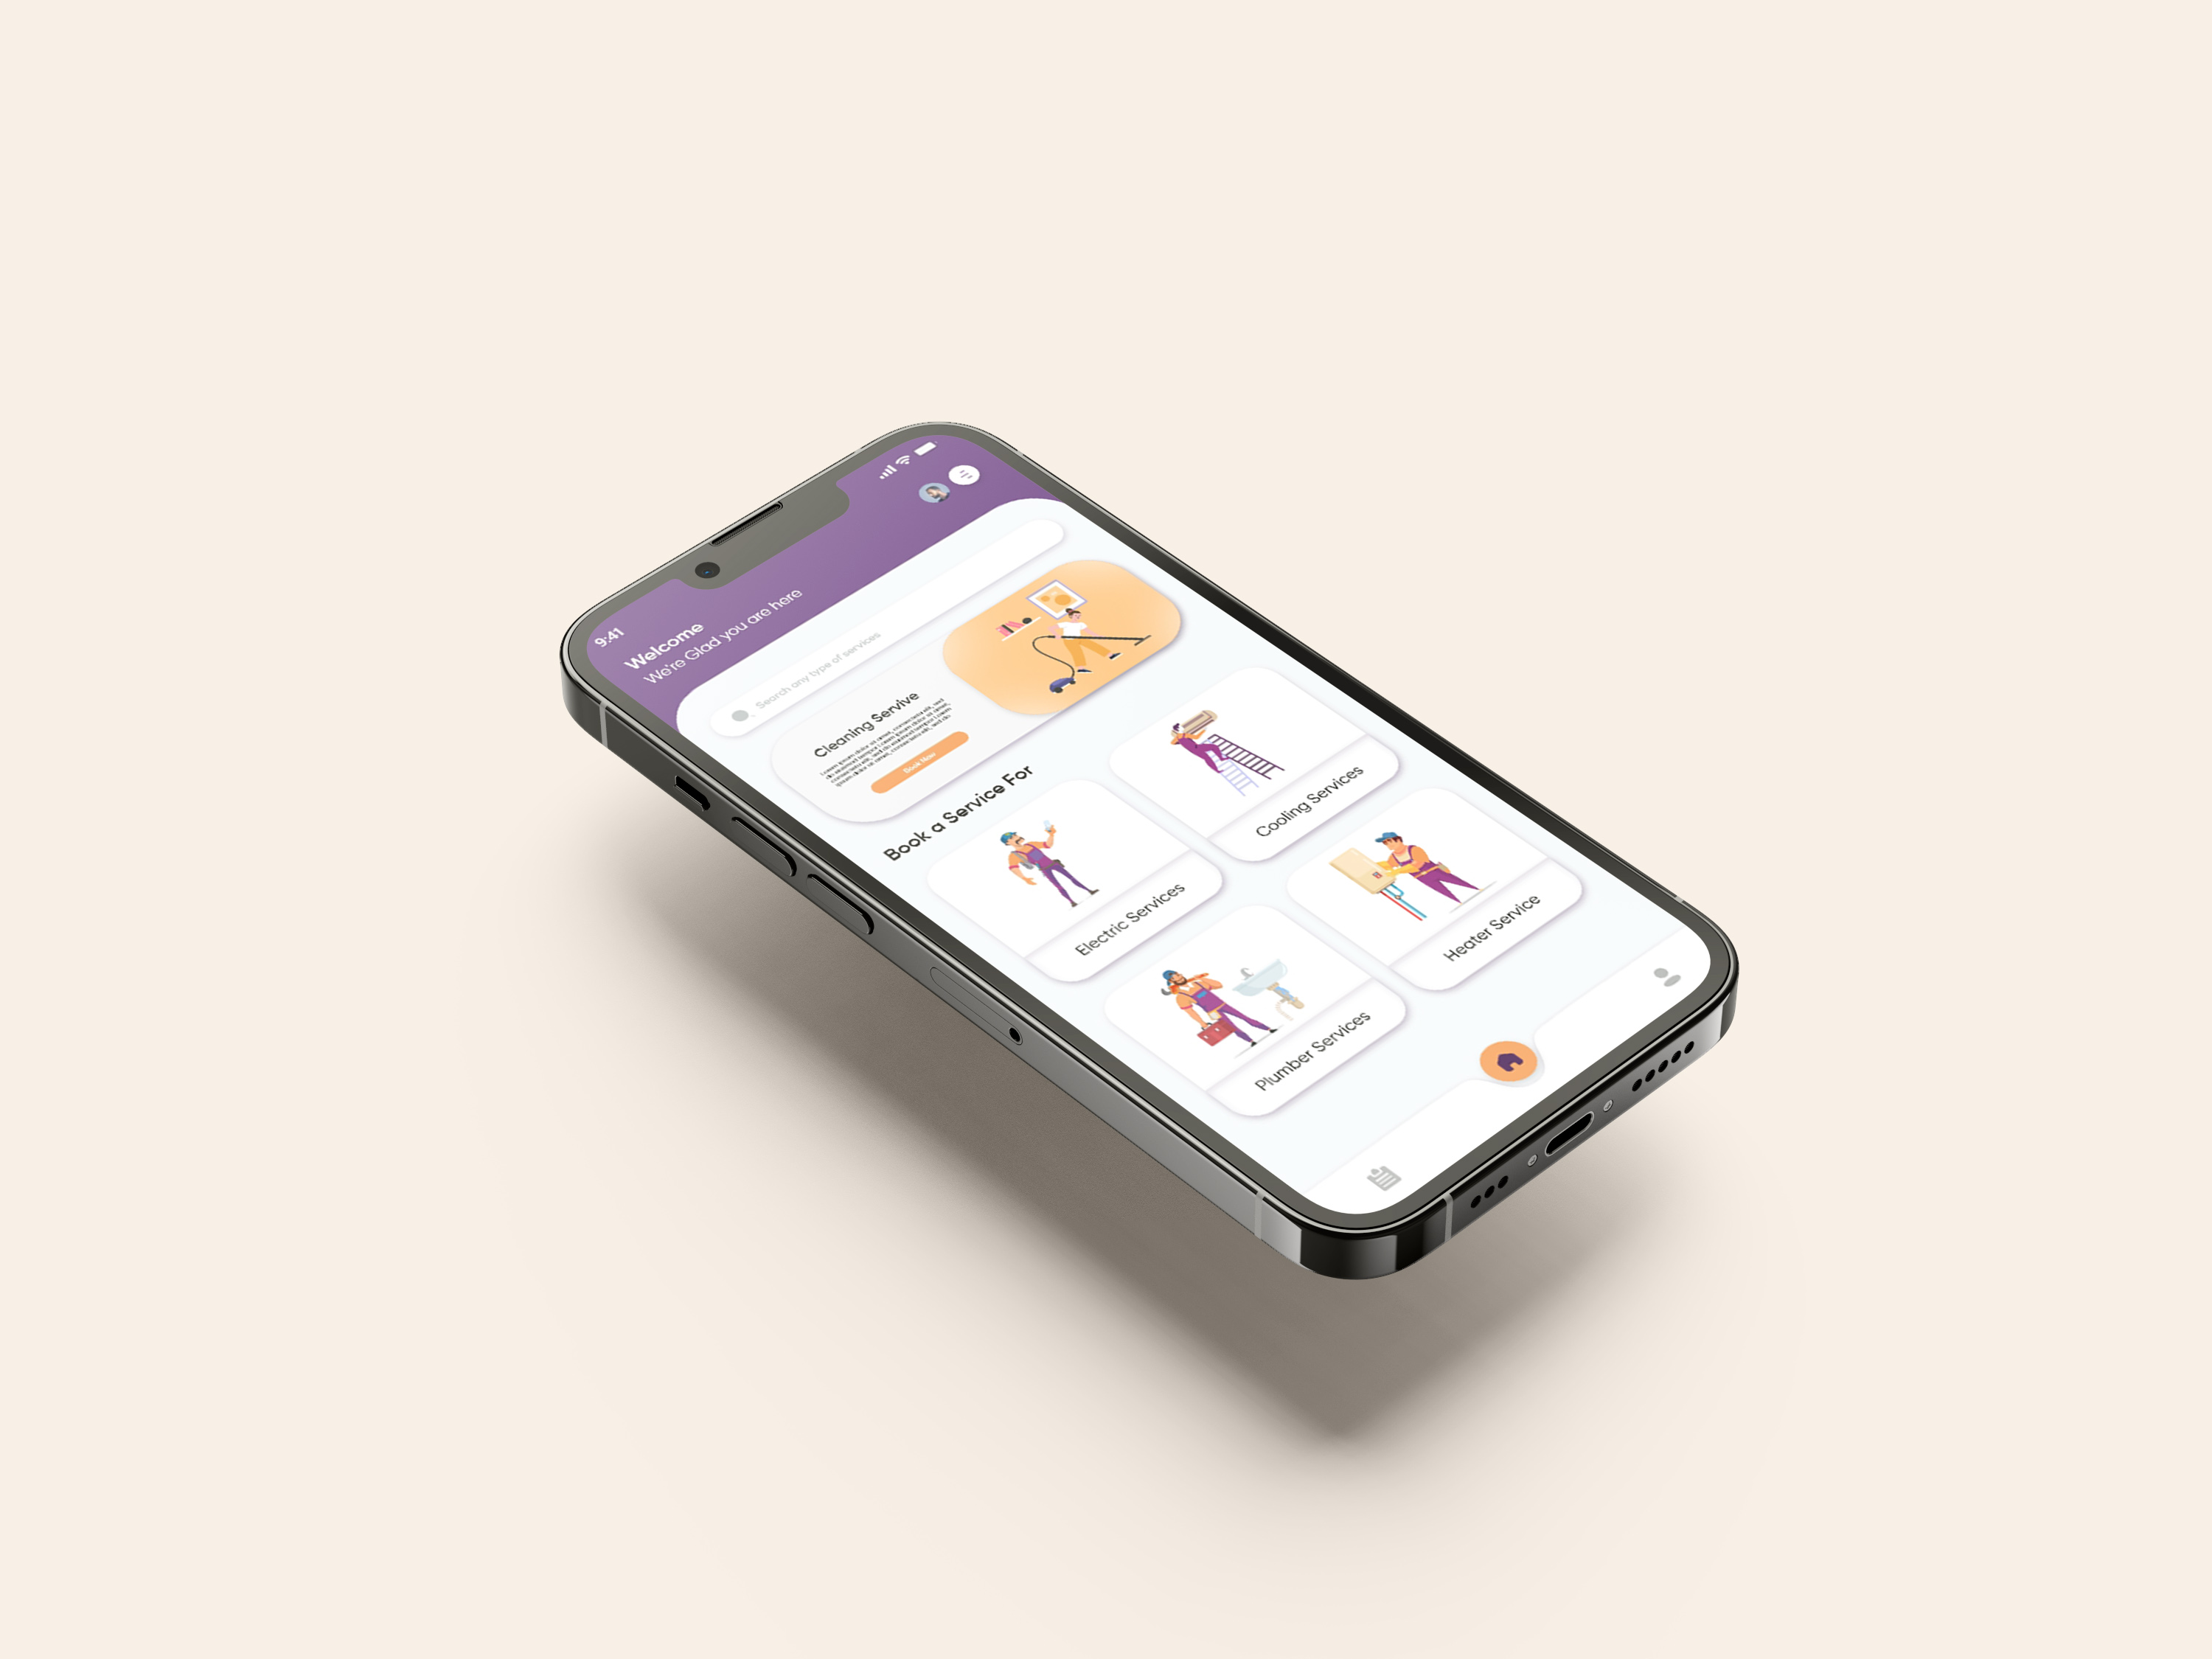 9:41
Welcome
We're Glad you are here
Search any type of services
Cleaning Servive
Book Now
Book a Service For
Electric Services
Cooling Services
Plumber Services
Heater Service